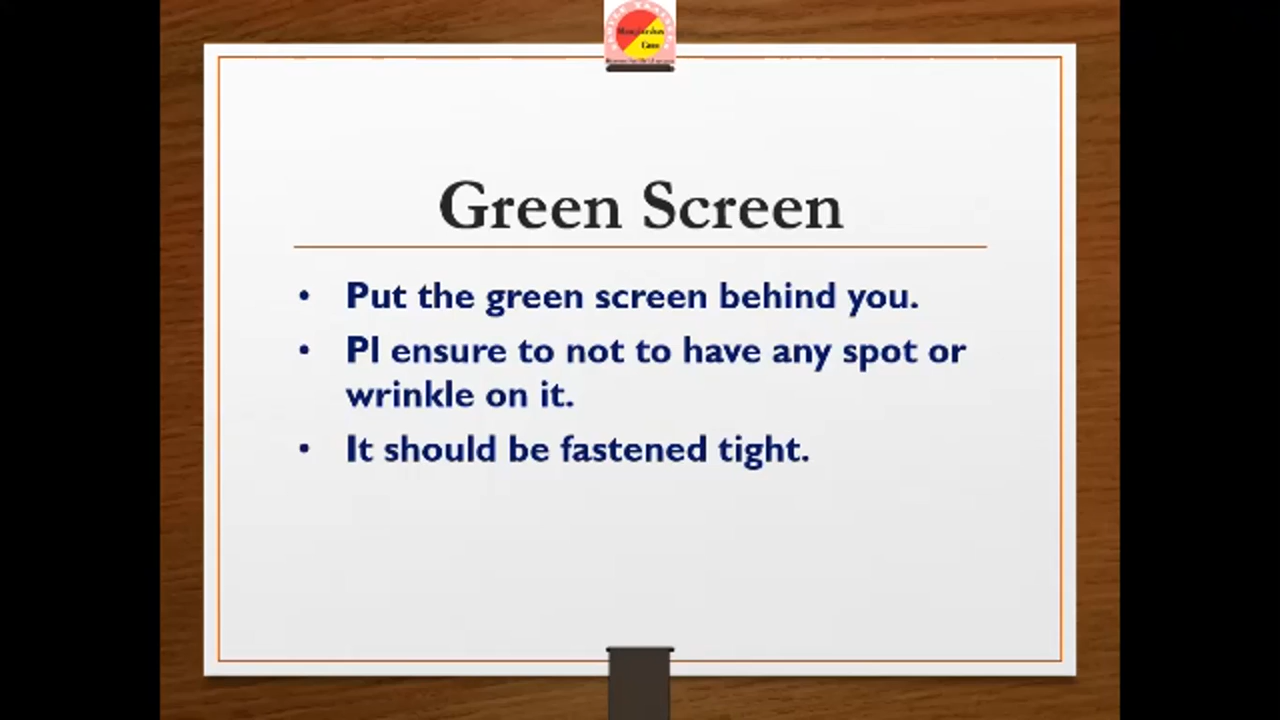 Green Screen
• Put the green screen behind you.
• Pl ensure to not to have any spot or
wrinkle on it.
• It should be fastened tight.